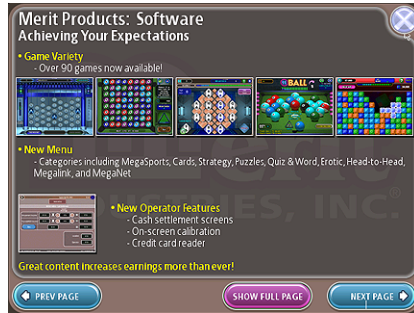 Merit Products: Software
Achieving Your Expectations
• Game Variety
- Over 90 games now available!
BALL
• New Menu
- Categories including MegaSports, Cards, Strategy, Puzzles, Quiz & Word, Erotic, Head-to-Head,
Megalink, and MegaNet
• New Operator Features
- Cash settlement screens
- On-screen calibration
- Credit card reader
INDUSTRIES, INC.
Great content increases earnings more than ever!
PREV PAGE
SHOW FULL PAGE
NEXT PAGE